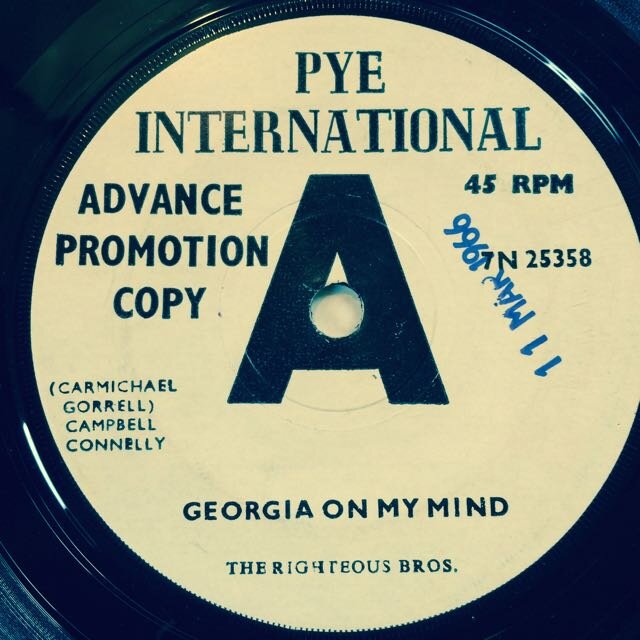 PYE
INTERNATIONAL
ADVANCE
PROMOTION
COPY
A
45 RPM
7N 25358
11 MAR 1966
(CARMICHAEL
GORRELL)
CAMPBELL
CONNELLY
GEORGIA ON MY MIND
THE RIGHTEOUS BROS.